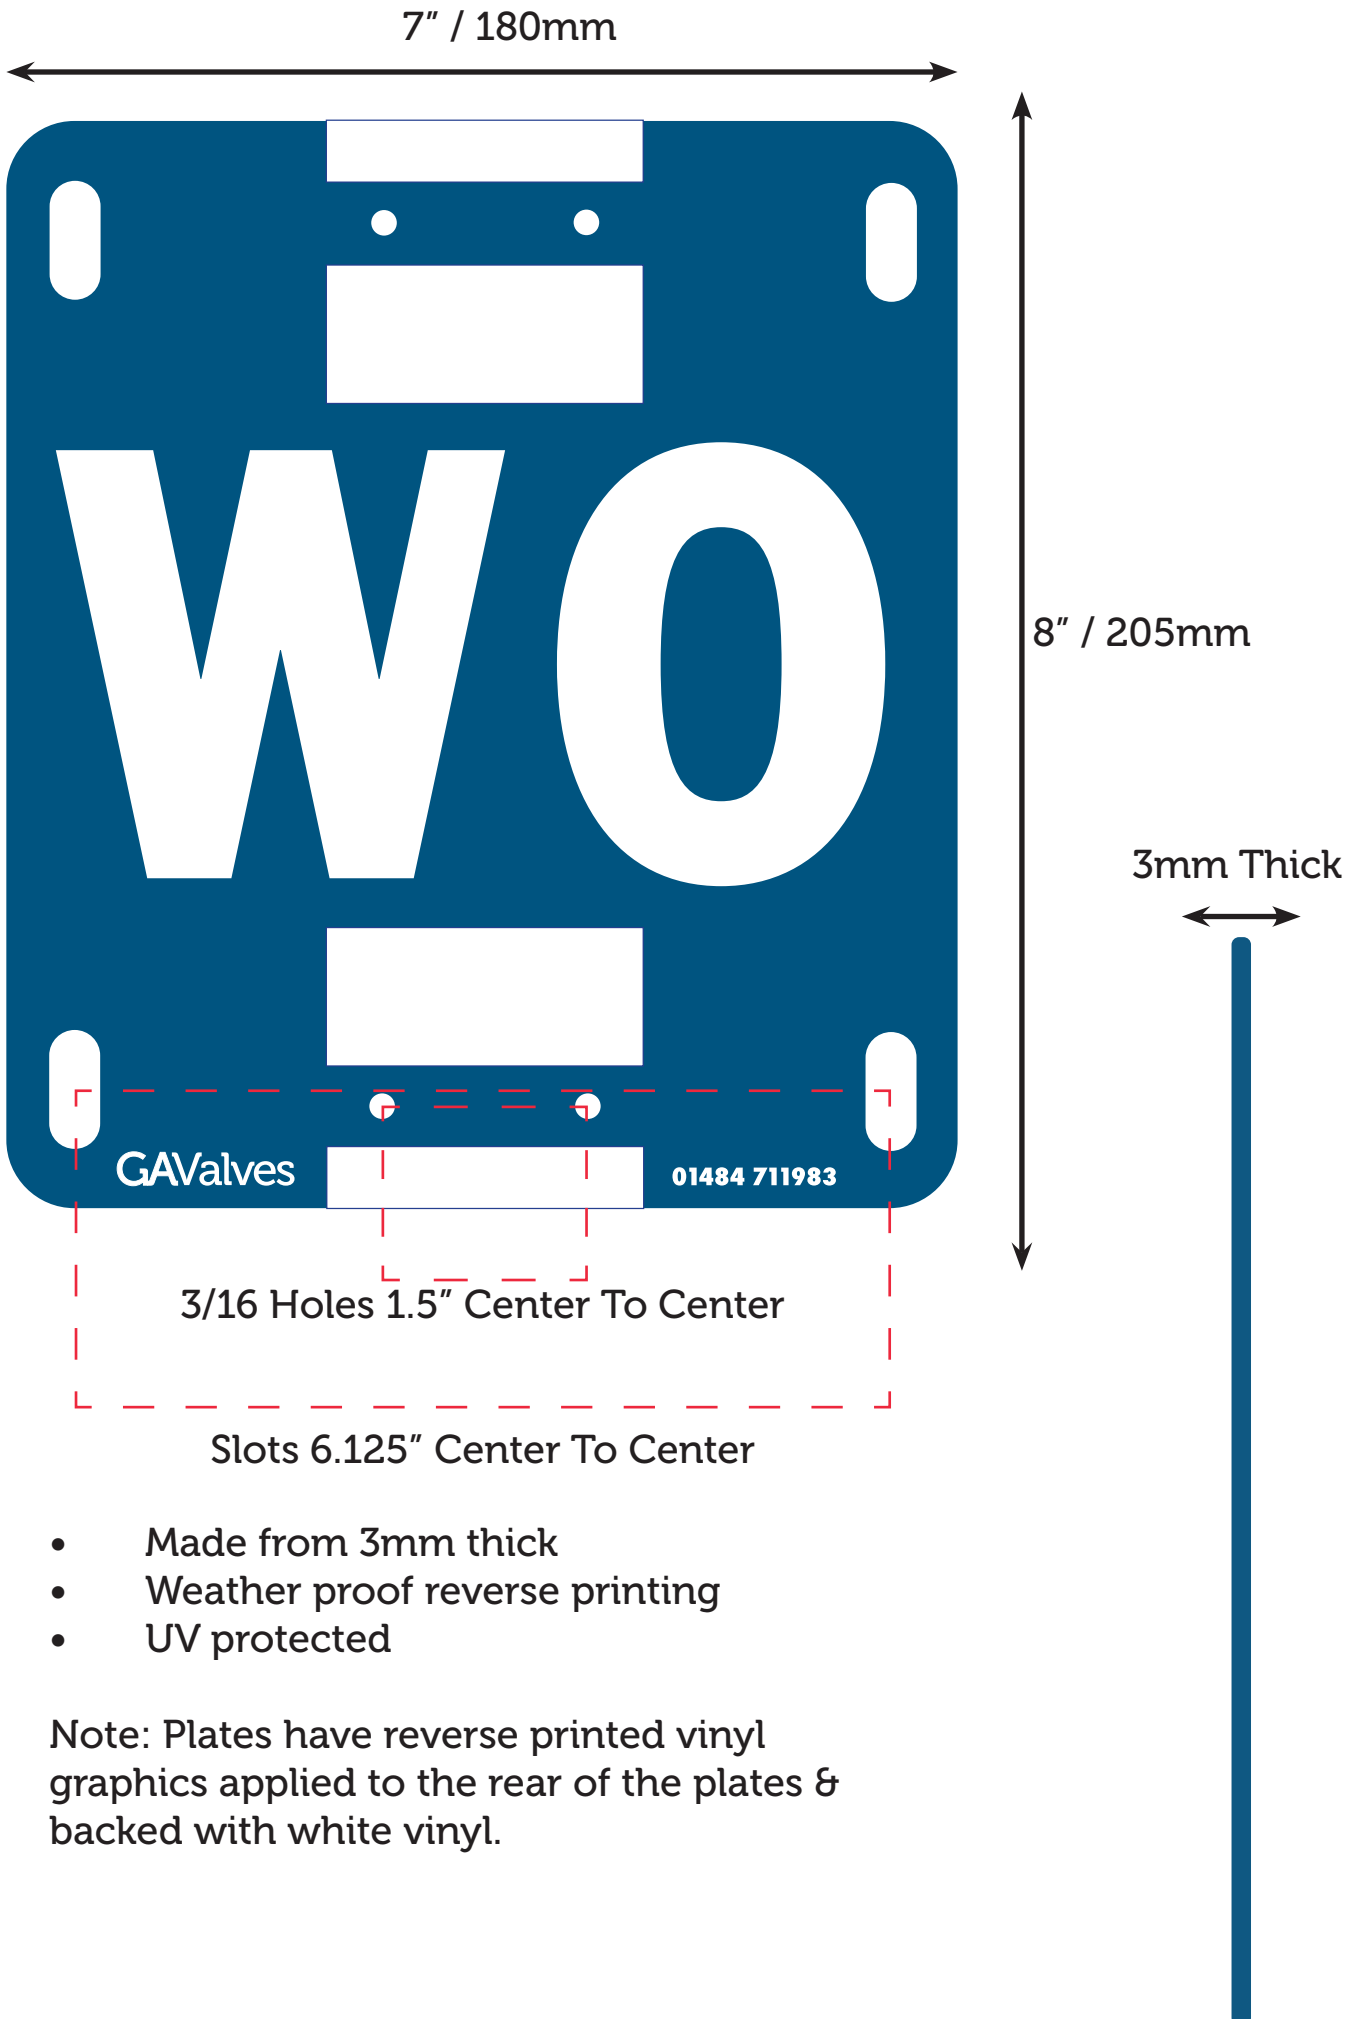 7″ / 180mm
WO
8″ / 205mm
3mm Thick
GAValves
01484 711983
3/16 Holes 1.5″ Center To Center
Slots 6.125″ Center To Center
• Made from 3mm thick
• Weather proof reverse printing
• UV protected
Note: Plates have reverse printed vinyl
graphics applied to the rear of the plates &
backed with white vinyl.